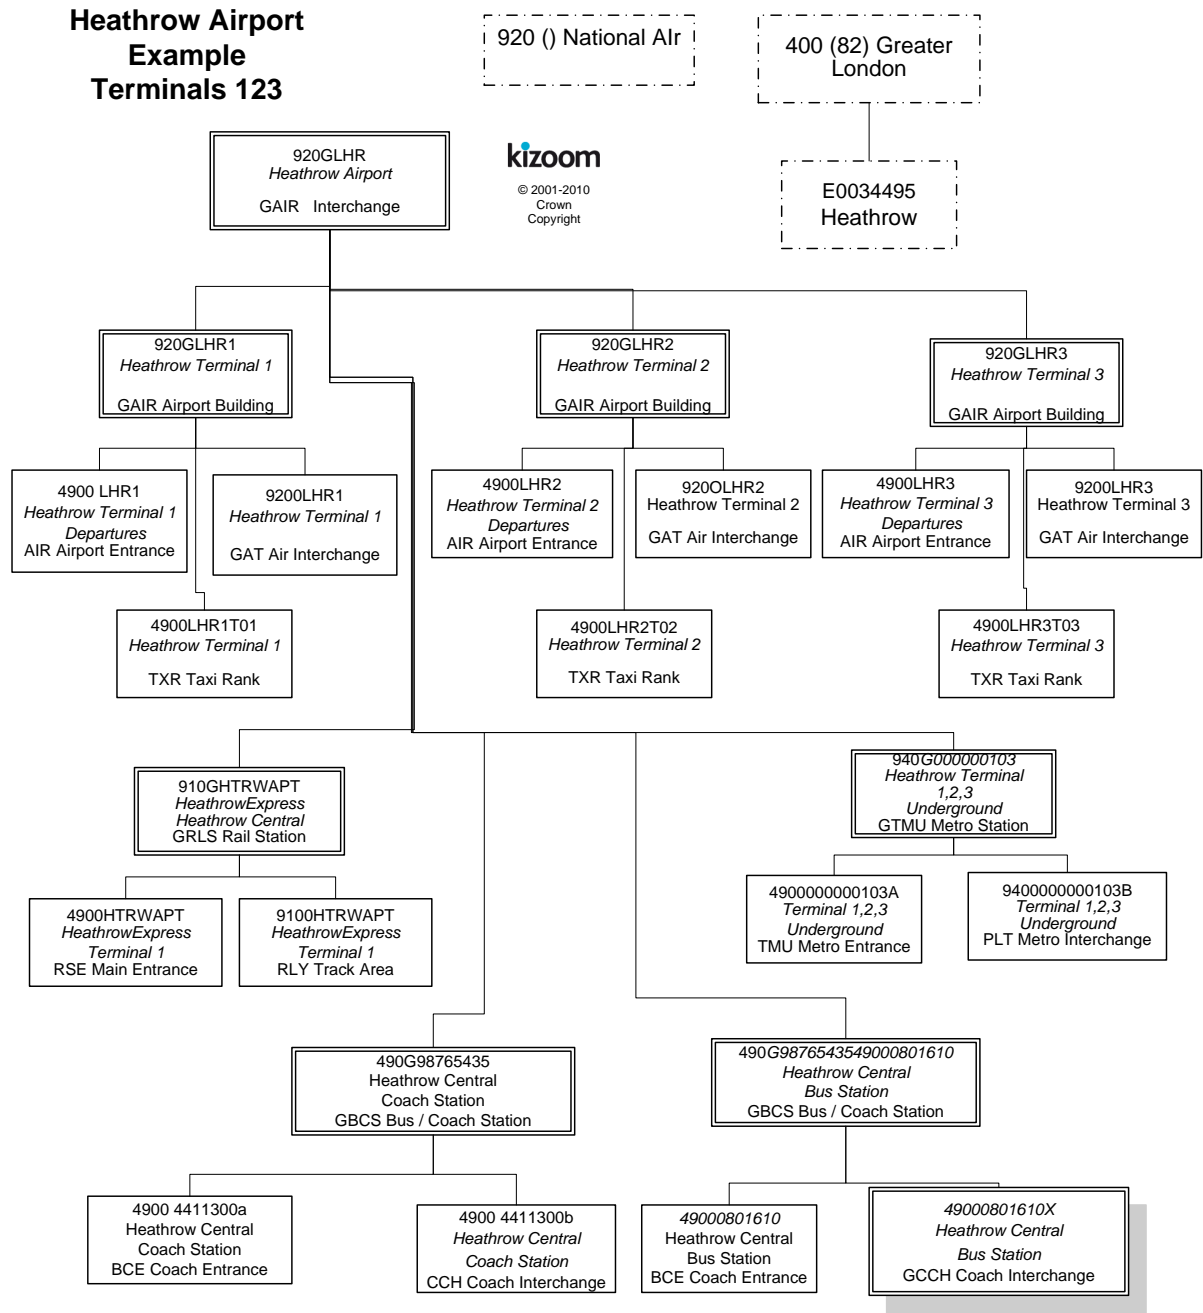 Heathrow Airport
Example
Terminals 123
920 () National AIr
400 (82) Greater
London
920GLHR
Heathrow Airport
GAIR Interchange
kizoom
© 2001-2010
Crown
Copyright
E0034495
Heathrow
920GLHR1
Heathrow Terminal 1
GAIR Airport Building
920GLHR2
Heathrow Terminal 2
GAIR Airport Building
920GLHR3
Heathrow Terminal 3
GAIR Airport Building
4900 LHR1
Heathrow Terminal 1
Departures
AIR Airport Entrance
9200LHR1
Heathrow Terminal 1
GAT Air Interchange
4900LHR2
Heathrow Terminal 2
Departures
AIR Airport Entrance
920OLHR2
Heathrow Terminal 2
GAT Air Interchange
4900LHR3
Heathrow Terminal 3
Departures
AIR Airport Entrance
9200LHR3
Heathrow Terminal 3
GAT Air Interchange
4900LHR1T01
Heathrow Terminal 1
TXR Taxi Rank
4900LHR2T02
Heathrow Terminal 2
TXR Taxi Rank
4900LHR3T03
Heathrow Terminal 3
TXR Taxi Rank
910GHTRWAPT
HeathrowExpress
Heathrow Central
GRLS Rail Station
940G000000103
Heathrow Terminal
1,2,3
Underground
GTMU Metro Station
4900HTRWAPT
HeathrowExpress
Terminal 1
RSE Main Entrance
9100HTRWAPT
HeathrowExpress
Terminal 1
RLY Track Area
4900000000103A
Terminal 1,2,3
Underground
TMU Metro Entrance
9400000000103B
Terminal 1,2,3
Underground
PLT Metro Interchange
490G98765435
Heathrow Central
Coach Station
GBCS Bus / Coach Station
490G9876543549000801610
Heathrow Central
Bus Station
GBCS Bus / Coach Station
4900 4411300a
Heathrow Central
Coach Station
BCE Coach Entrance
4900 4411300b
Heathrow Central
Coach Station
CCH Coach Interchange
49000801610
Heathrow Central
Bus Station
BCE Coach Entrance
49000801610X
Heathrow Central
Bus Station
GCCH Coach Interchange